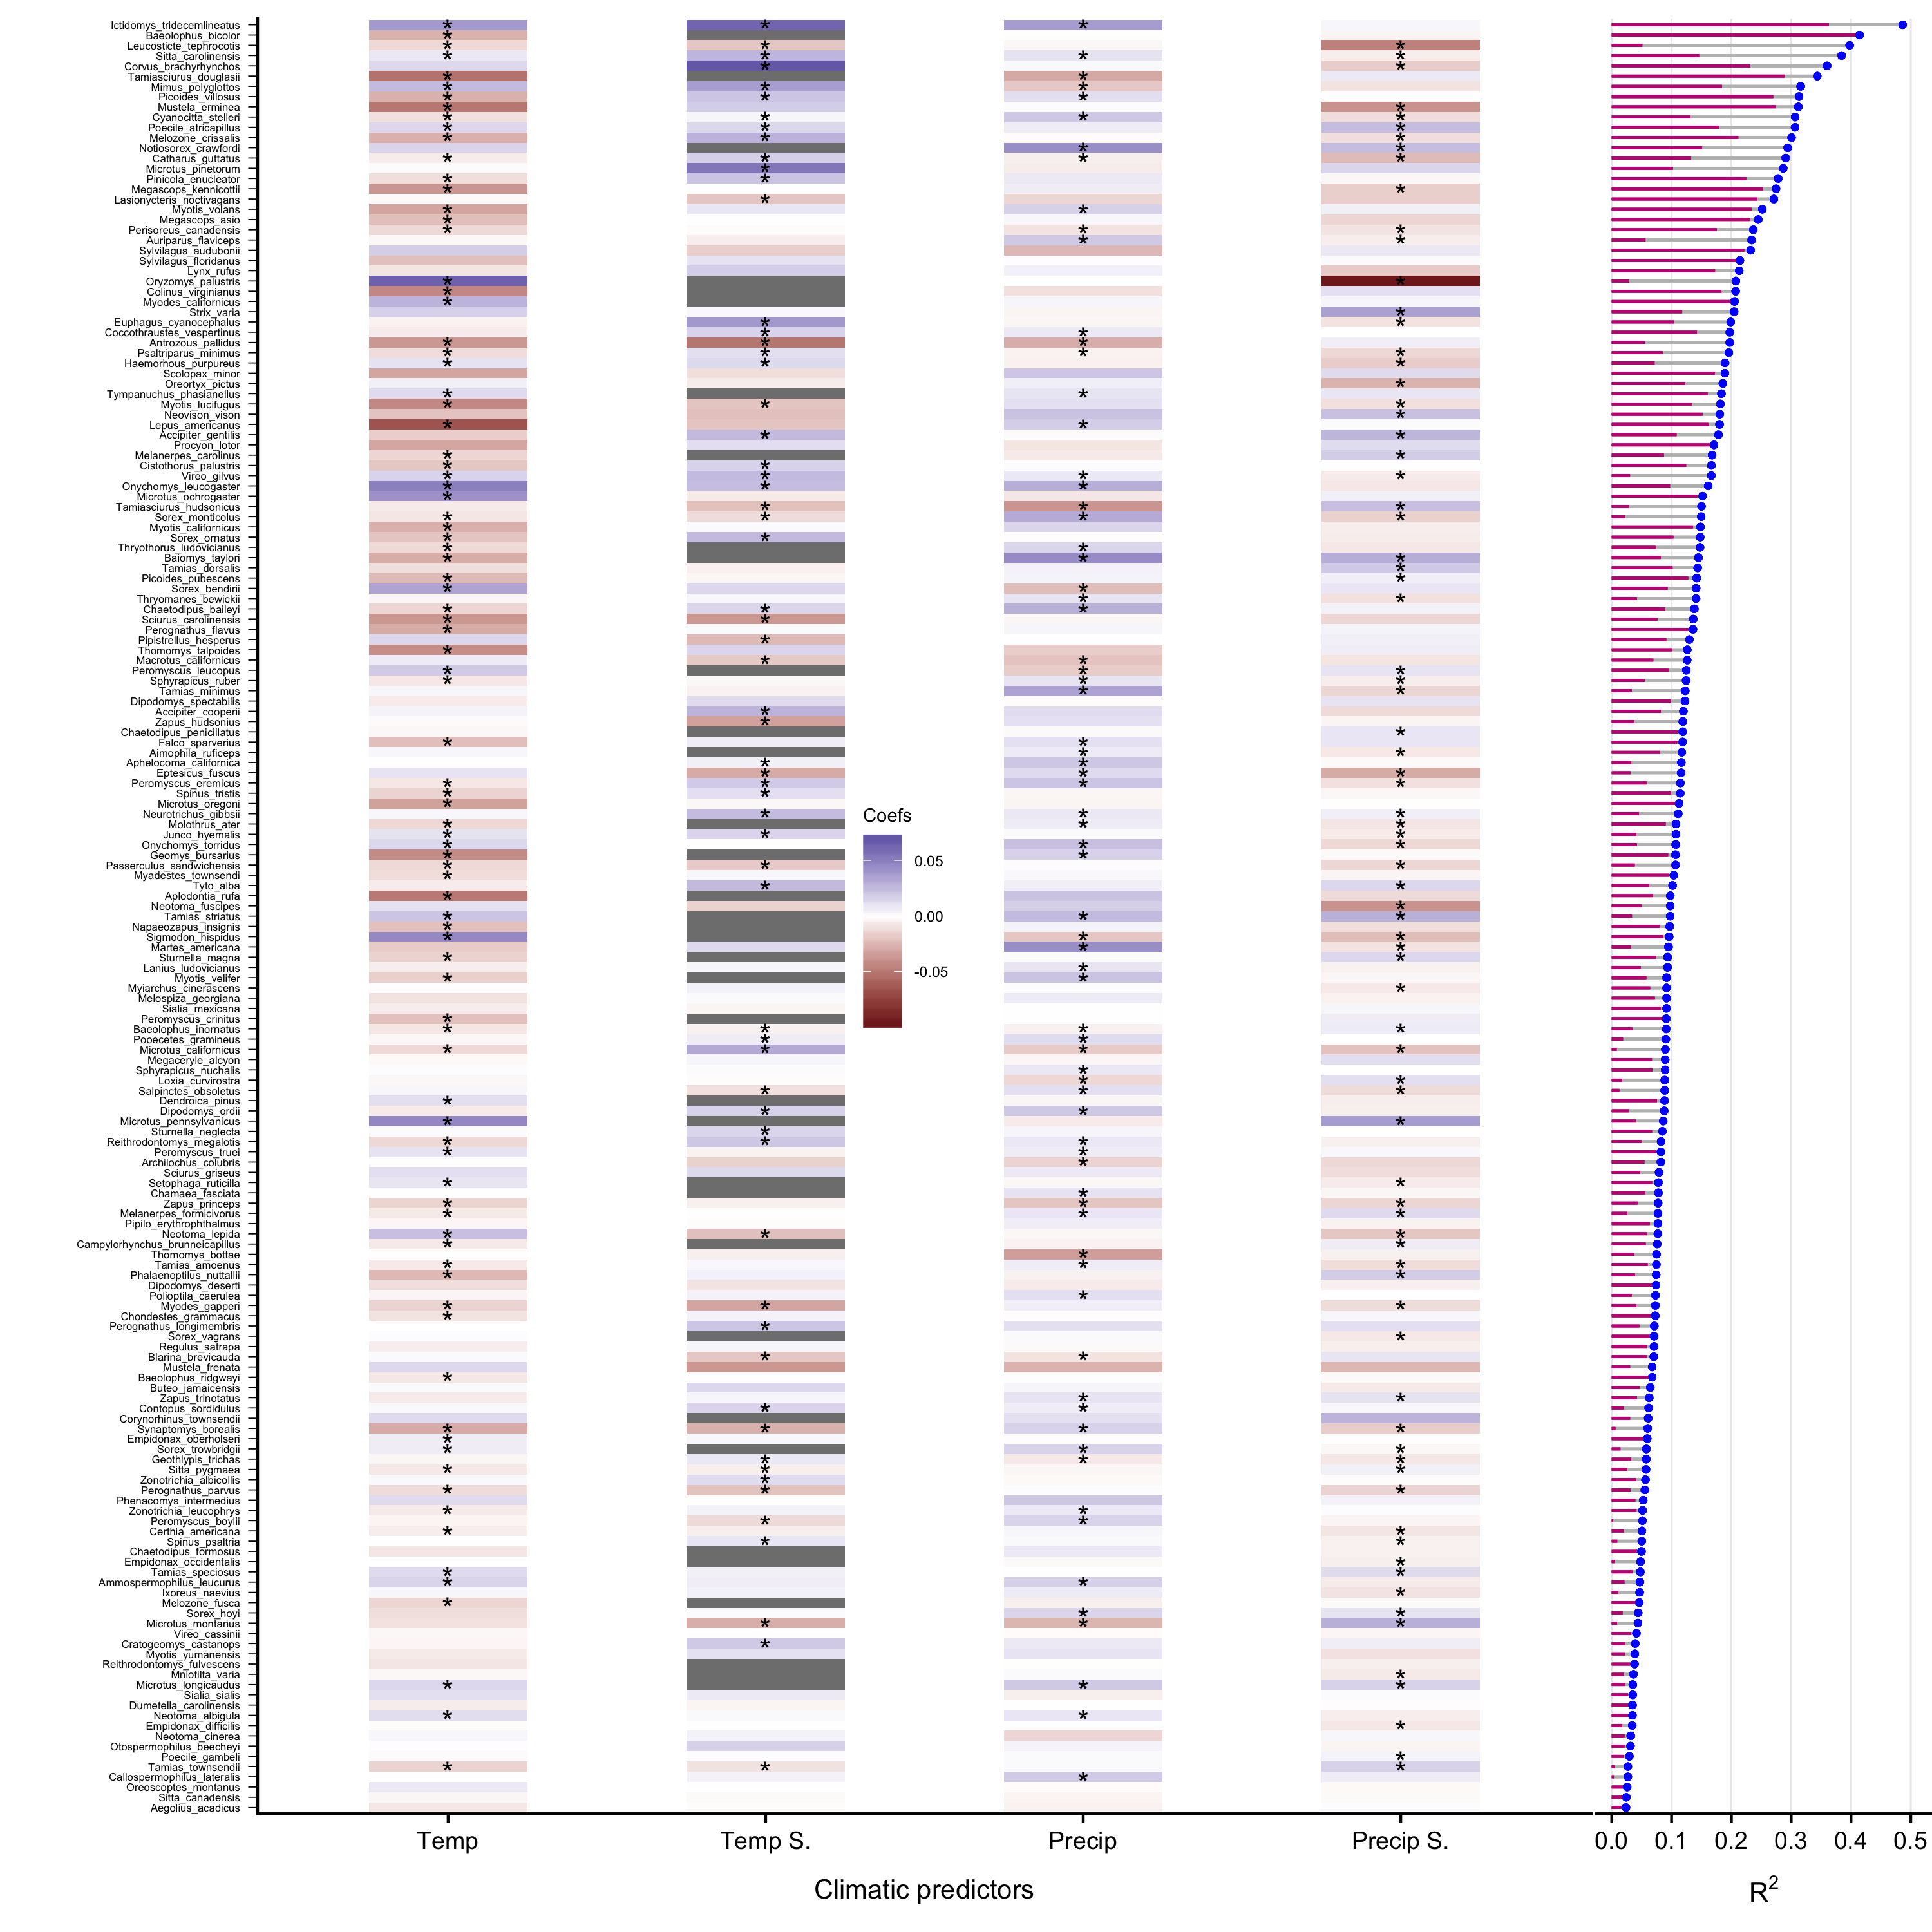 Ictidomys_tridecemlineatus
Baeolophus_bicolor
Leucosticte_tephrocotis
Sitta_carolinensis
Corvus_brachyrhynchos
Tamiasciurus_douglasii
Mimus_polyglottos
Picoides_villosus
Mustela_erminea
Cyanocitta_stelleri
Poecile_atricapillus
Melozone_crissalis
Notiosorex_crawfordi
Catharus_guttatus
Microtus_pinetorum
Pinicola_enucleator
Megascops_kennicottii
Lasionycteris_noctivagans
Myotis_volans
Megascops_asio
Perisoreus_canadensis
Auriparus_flaviceps
Sylvilagus_audubonii
Sylvilagus_floridanus
Lynx_rufus
Oryzomys_palustris
Colinus_virginianus
Myodes_californicus
Strix_varia
Euphagus_cyanocephalus
Coccothraustes_vespertinus
Antrozous_pallidus
Psaltriparus_minimus
Haemorhous_purpureus
Scolopax_minor
Oreortyx_pictus
Tympanuchus_phasianellus
Myotis_lucifugus
Neovison_vison
Lepus_americanus
Accipiter_gentilis
Procyon_lotor
Melanerpes_carolinus
Cistothorus_palustris
Vireo_gilvus
Onychomys_leucogaster
Microtus_ochrogaster
Tamiasciurus_hudsonicus
Sorex_monticolus
Myotis_californicus
Sorex_ornatus
Thryothorus_ludovicianus
Baiomys_taylori
Tamias_dorsalis
Picoides_pubescens
Sorex_bendirii
Thryomanes_bewickii
Chaetodipus_baileyi
Sciurus_carolinensis
Perognathus_flavus
Pipistrellus_hesperus
Thomomys_talpoides
Macrotus_californicus
Peromyscus_leucopus
Sphyrapicus_ruber
Tamias_minimus
Dipodomys_spectabilis
Accipiter_cooperii
Zapus_hudsonius
Chaetodipus_penicillatus
Falco_sparverius
Aimophila_ruficeps
Aphelocoma_californica
Eptesicus_fuscus
Peromyscus_eremicus
Spinus_tristis
Microtus_oregoni
Neurotrichus_gibbsii
Molothrus_ater
Junco_hyemalis
Onychomys_torridus
Geomys_bursarius
Passerculus_sandwichensis
Myadestes_townsendi
Tyto_alba
Aplodontia_rufa
Neotoma_fuscipes
Tamias_striatus
Napaeozapus_insignis
Sigmodon_hispidus
Martes_americana
Sturnella_magna
Lanius_ludovicianus
Myotis_velifer
Myiarchus_cinerascens
Melospiza_georgiana
Sialia_mexicana
Peromyscus_crinitus
Baeolophus_inornatus
Pooecetes_gramineus
Microtus_californicus
Megaceryle_alcyon
Sphyrapicus_nuchalis
Loxia_curvirostra
Salpinctes_obsoletus
Dendroica_pinus
Dipodomys_ordii
Microtus_pennsylvanicus
Sturnella_neglecta
Reithrodontomys_megalotis
Peromyscus_truei
Archilochus_colubris
Sciurus_griseus
Setophaga_ruticilla
Chamaea_fasciata
Zapus_princeps
Melanerpes_formicivorus
Pipilo_erythrophthalmus
Neotoma_lepida
Campylorhynchus_brunneicapillus
Thomomys_bottae
Tamias_amoenus
Phalaenoptilus_nuttallii
Dipodomys_deserti
Polioptila_caerulea
Myodes_gapperi
Chondestes_grammacus
Perognathus_longimembris
Sorex_vagrans
Regulus_satrapa
Blarina_brevicauda
Mustela_frenata
Baeolophus_ridgwayi
Buteo_jamaicensis
Zapus_trinotatus
Contopus_sordidulus
Corynorhinus_townsendii
Synaptomys_borealis
Empidonax_oberholseri
Sorex_trowbridgii
Geothlypis_trichas
Sitta_pygmaea
Zonotrichia_albicollis
Perognathus_parvus
Phenacomys_intermedius
Zonotrichia_leucophrys
Peromyscus_boylii
Certhia_americana
Spinus_psaltria
Chaetodipus_formosus
Empidonax_occidentalis
Tamias_speciosus
Ammospermophilus_leucurus
Ixoreus_naevius
Melozone_fusca
Sorex_hoyi
Microtus_montanus
Vireo_cassinii
Cratogeomys_castanops
Myotis_yumanensis
Reithrodontomys_fulvescens
Mniotilta_varia
Microtus_longicaudus
Sialia_sialis
Dumetella_carolinensis
Neotoma_albigula
Empidonax_difficilis
Neotoma_cinerea
Otospermophilus_beecheyi
Poecile_gambeli
Tamias_townsendii
Callospermophilus_lateralis
Oreoscoptes_montanus
Sitta_canadensis
Aegolius_acadicus
Coefs
0.05
0.00
-0.05
Temp Temp S. Precip Precip S.
Climatic predictors
0.0 0.1 0.2 0.3 0.4 0.5
R²